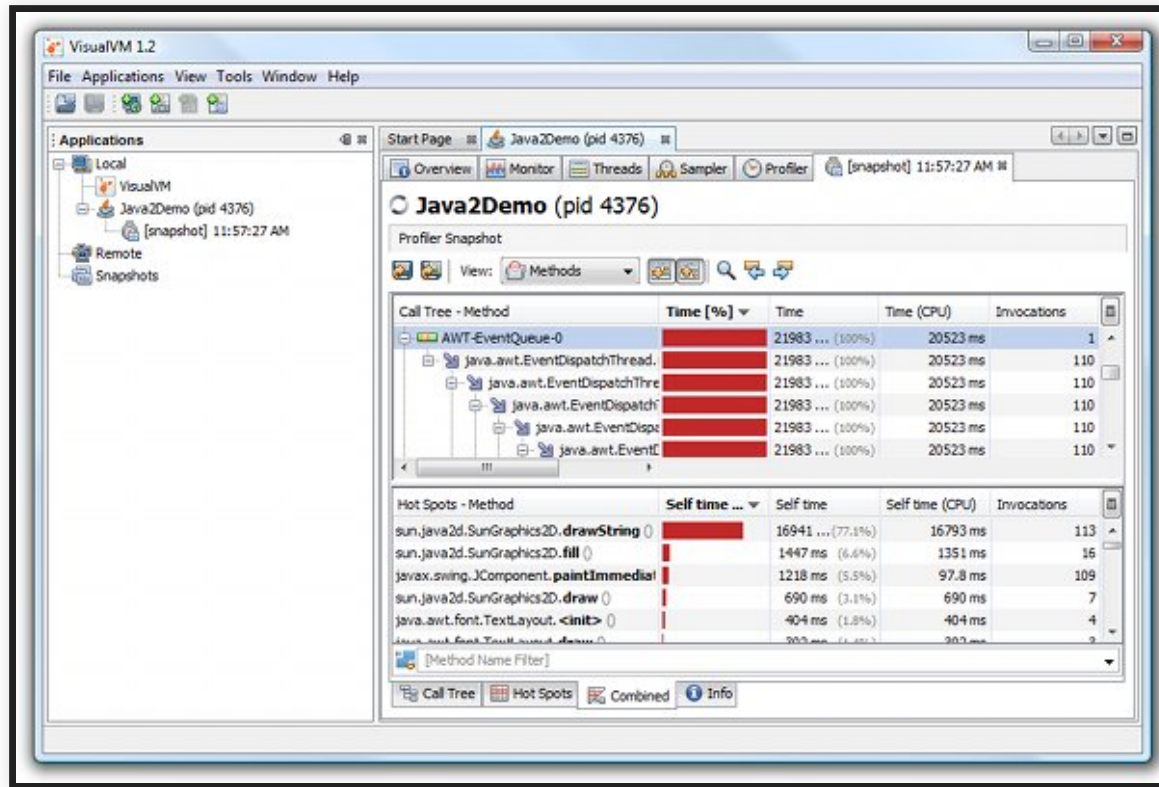 VisualVM 1.2
File Applications View Tools Window Help
Applications
Local
VisualVM
Java2Demo (pid 4376)
[snapshot] 11:57:27 AM
Remote
Snapshots
Start Page Java2Demo (pid 4376)
Overview Monitor Threads Sampler Profiler [snapshot] 11:57:27 AM
Java2Demo (pid 4376)
Profiler Snapshot
View: Methods
Call Tree - Method Time [%] Time Time (CPU) Invocations
AWT-EventQueue-0 21983 ... (100%) 20523 ms 1
java.awt.EventDispatchThread. 21983 ... (100%) 20523 ms 110
java.awt.EventDispatchThre 21983 ... (100%) 20523 ms 110
java.awt.EventDispatch 21983 ... (100%) 20523 ms 110
java.awt.EventDispa 21983 ... (100%) 20523 ms 110
java.awt.EventD 21983 ... (100%) 20523 ms 110
Hot Spots - Method Self time ... Self time Self time (CPU) Invocations
sun.java2d.SunGraphics2D.drawString () 16941 ...(77.1%) 16793 ms 113
sun.java2d.SunGraphics2D.fill () 1447 ms (6.6%) 1351 ms 16
javax.swing.JComponent.paintImmediat 1218 ms (5.5%) 97.8 ms 109
sun.java2d.SunGraphics2D.draw () 690 ms (3.1%) 690 ms 7
java.awt.font.TextLayout.<init> () 404 ms (1.8%) 404 ms 4
[Method Name Filter]
Call Tree Hot Spots Combined Info